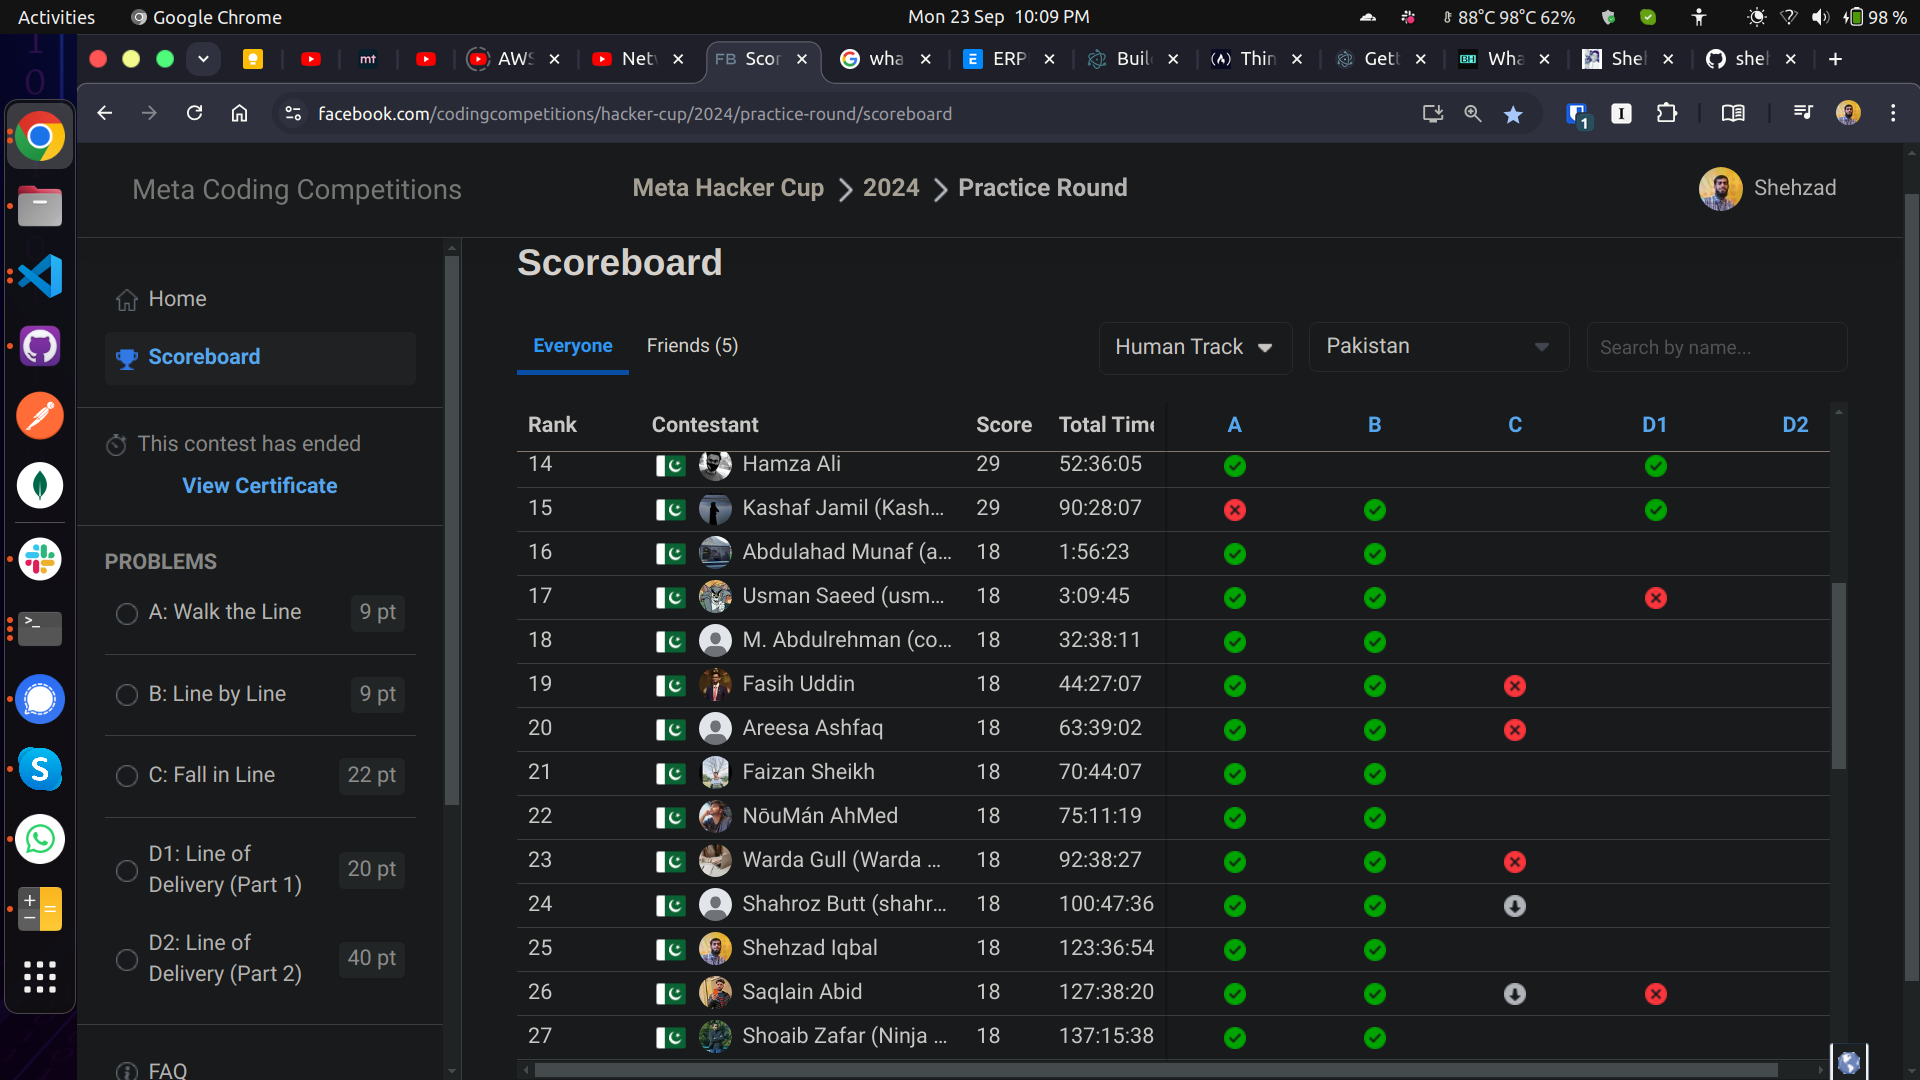 Activities
Google Chrome
Mon 23 Sep 10:09 PM
88°C 98°C 62%
98 %
mt
AWS
Net
FB Scor
wha
ERP
Buil
Thin
Gett
BH Wha
Shel
sheh
facebook.com/codingcompetitions/hacker-cup/2024/practice-round/scoreboard
1
Meta Coding Competitions
Meta Hacker Cup
2024
Practice Round
Shehzad
Home
Scoreboard
This contest has ended
View Certificate
PROBLEMS
A: Walk the Line
9 pt
B: Line by Line
9 pt
C: Fall in Line
22 pt
D1: Line of
Delivery (Part 1)
20 pt
D2: Line of
Delivery (Part 2)
40 pt
FAQ
Scoreboard
Everyone
Friends (5)
Human Track
Pakistan
Search by name...
Rank Contestant Score Total Time A B C D1 D2
14 Hamza Ali 29 52:36:05
15 Kashaf Jamil (Kash... 29 90:28:07
16 Abdulahad Munaf (a... 18 1:56:23
17 Usman Saeed (usm... 18 3:09:45
18 M. Abdulrehman (co... 18 32:38:11
19 Fasih Uddin 18 44:27:07
20 Areesa Ashfaq 18 63:39:02
21 Faizan Sheikh 18 70:44:07
22 NōuMán AhMed 18 75:11:19
23 Warda Gull (Warda ... 18 92:38:27
24 Shahroz Butt (shahr... 18 100:47:36
25 Shehzad Iqbal 18 123:36:54
26 Saqlain Abid 18 127:38:20
27 Shoaib Zafar (Ninja ... 18 137:15:38